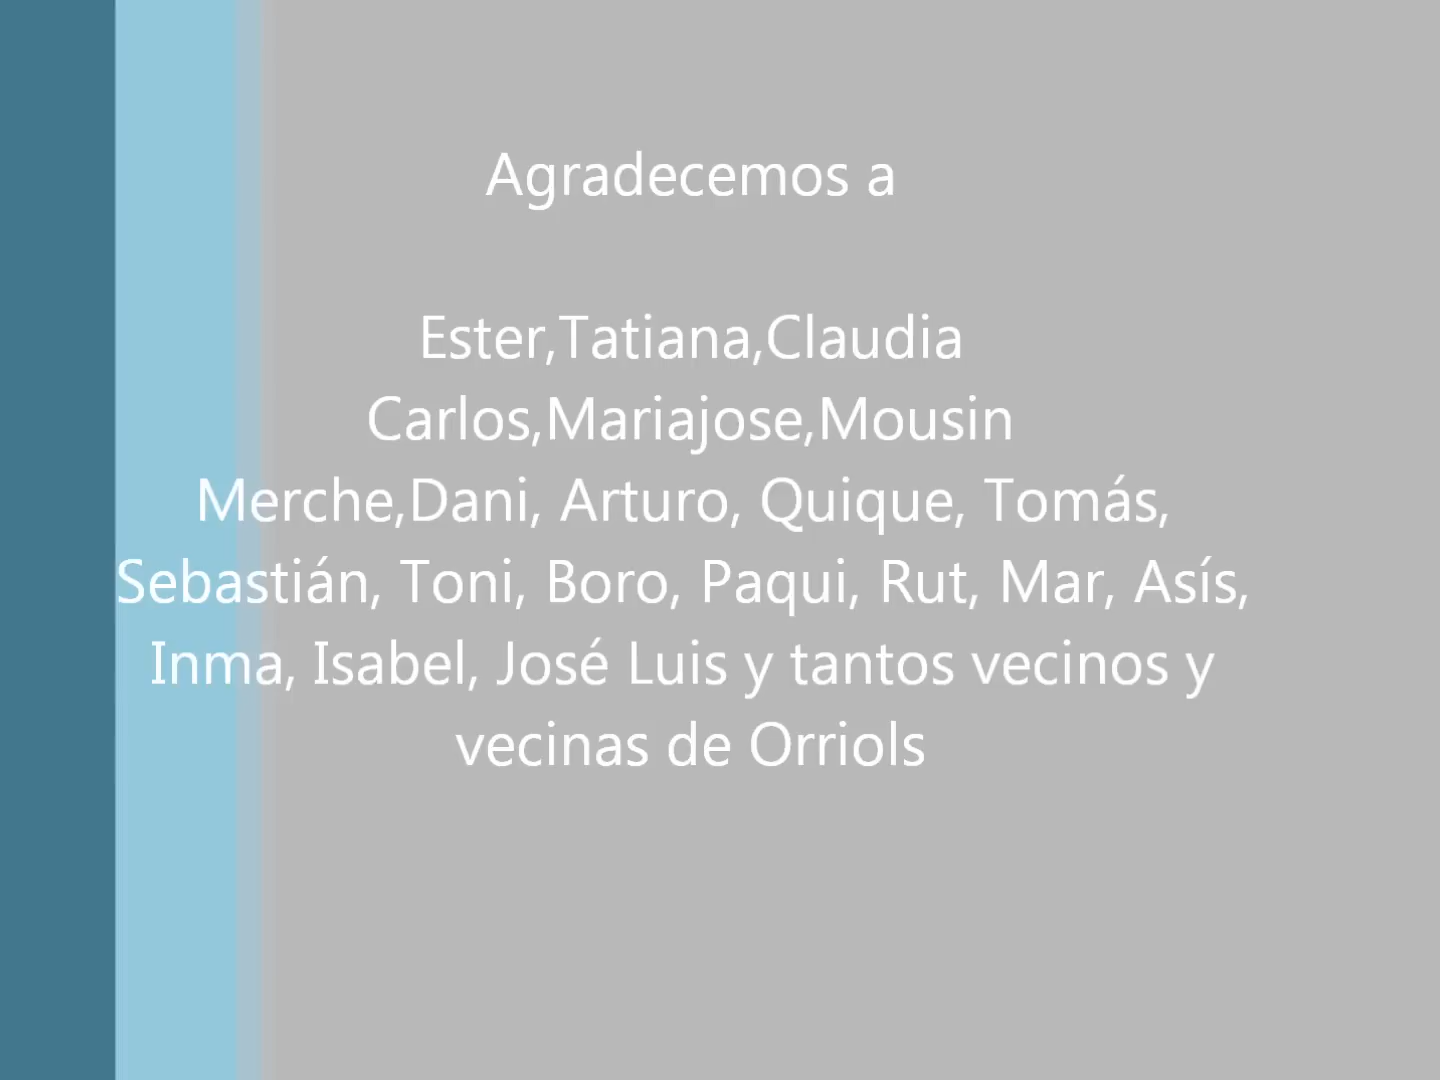 Agradecemos a
Ester,Tatiana,Claudia
Carlos,Mariajose,Mousin
Merche,Dani, Arturo, Quique, Tomás,
Sebastián, Toni, Boro, Paqui, Rut, Mar, Asís,
Inma, Isabel, José Luis y tantos vecinos y
vecinas de Orriols